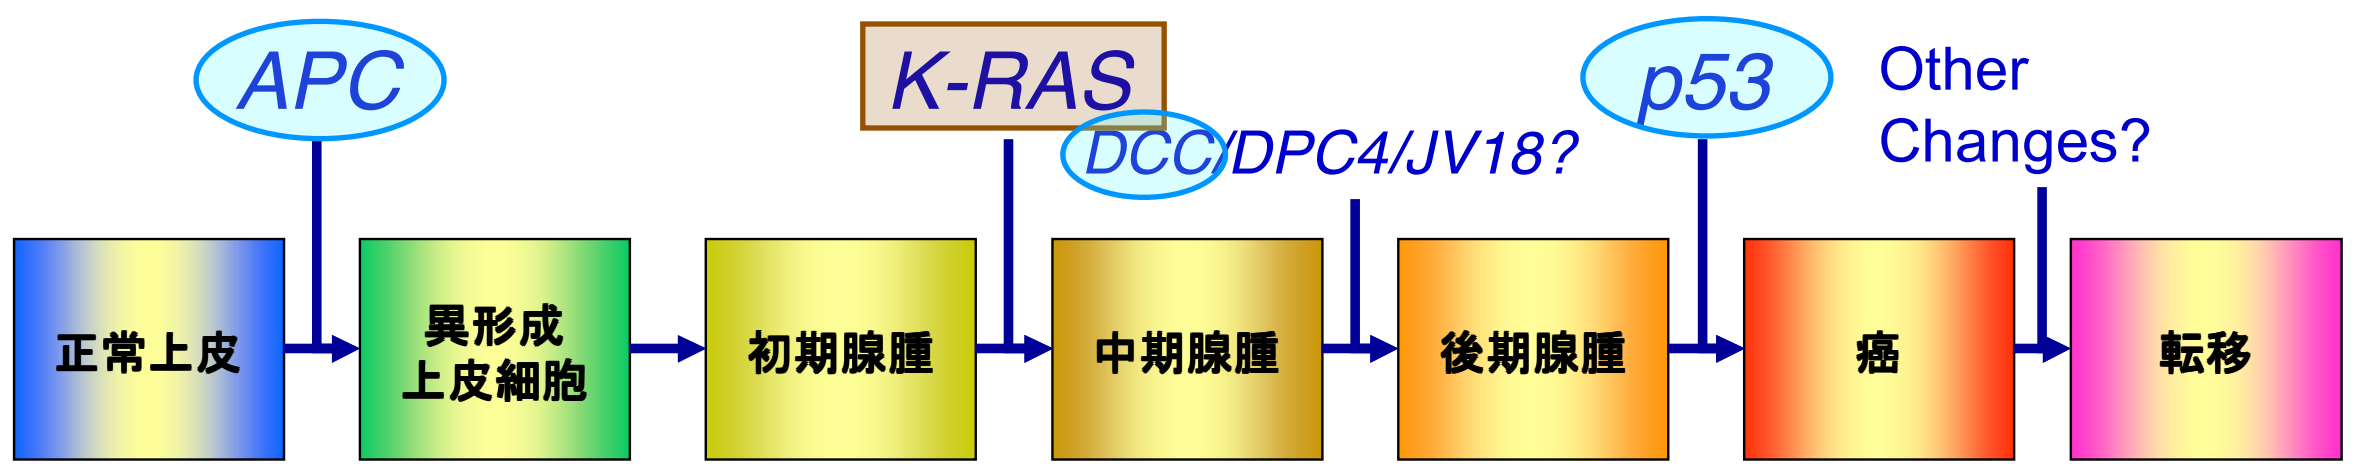 APC
K-RAS
DCC/DPC4/JV18?
p53
Other
Changes?
正常上皮
異形成
上皮細胞
初期腺腫
中期腺腫
後期腺腫
癌
転移